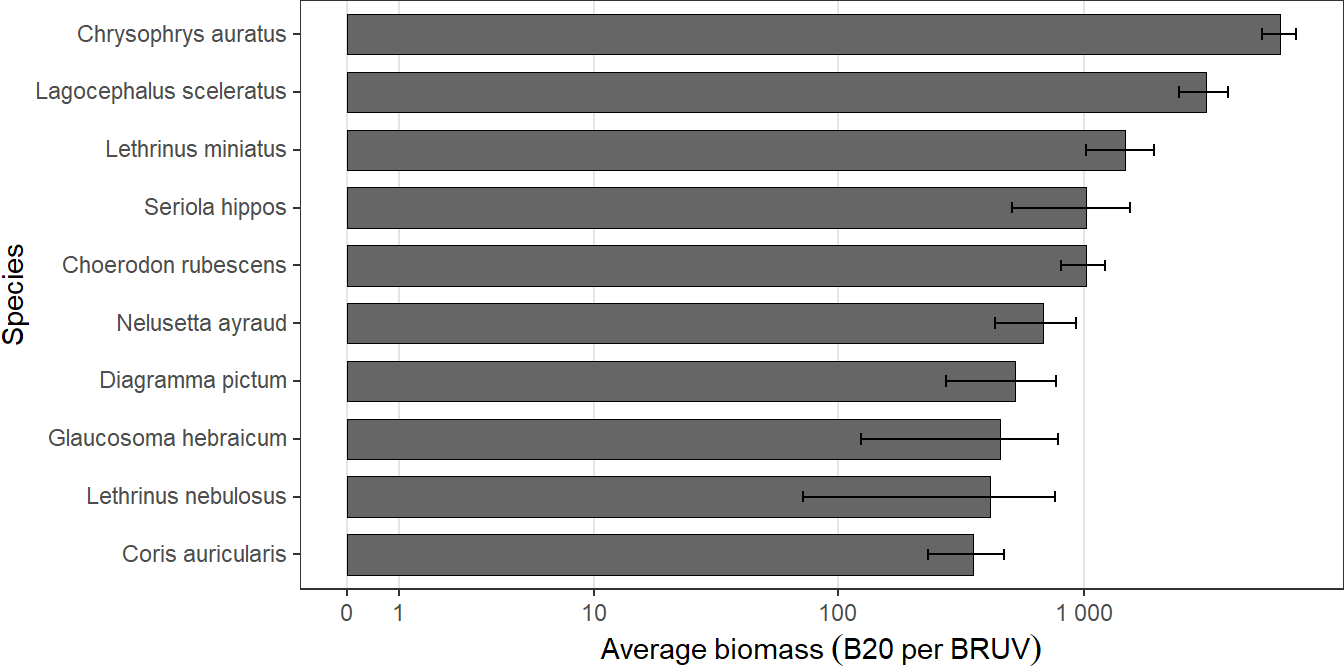 Species
Chrysophrys auratus
Lagocephalus sceleratus
Lethrinus miniatus
Seriola hippos
Choerodon rubescens
Nelusetta ayraud
Diagramma pictum
Glaucosoma hebraicum
Lethrinus nebulosus
Coris auricularis
0 1 10 100 1 000
Average biomass (B20 per BRUV)